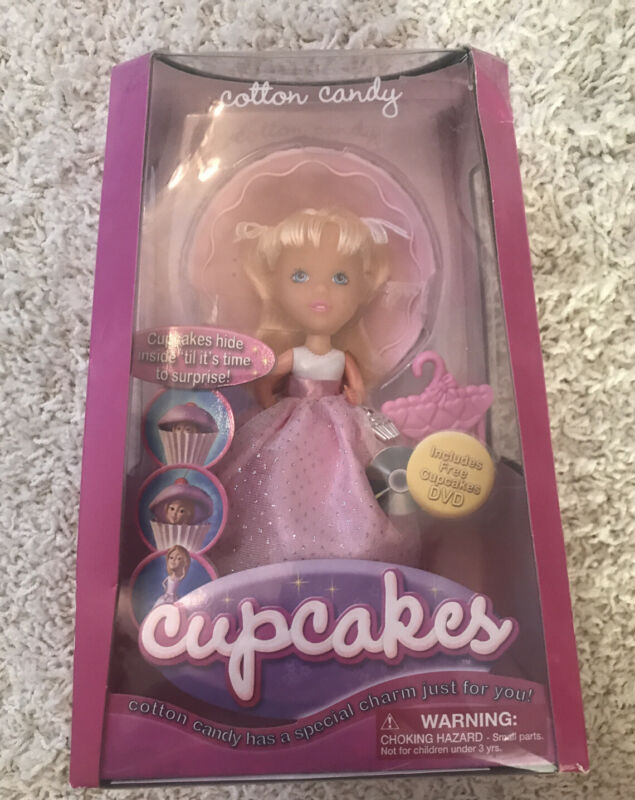 cotton candy
Cupcakes hide
inside 'til it's time
to surprise!
Includes
Free
Cupcakes
DVD
cupcakes
TM
cotton candy has a special charm just for you!
WARNING:
CHOKING HAZARD - Small parts.
Not for children under 3 yrs.